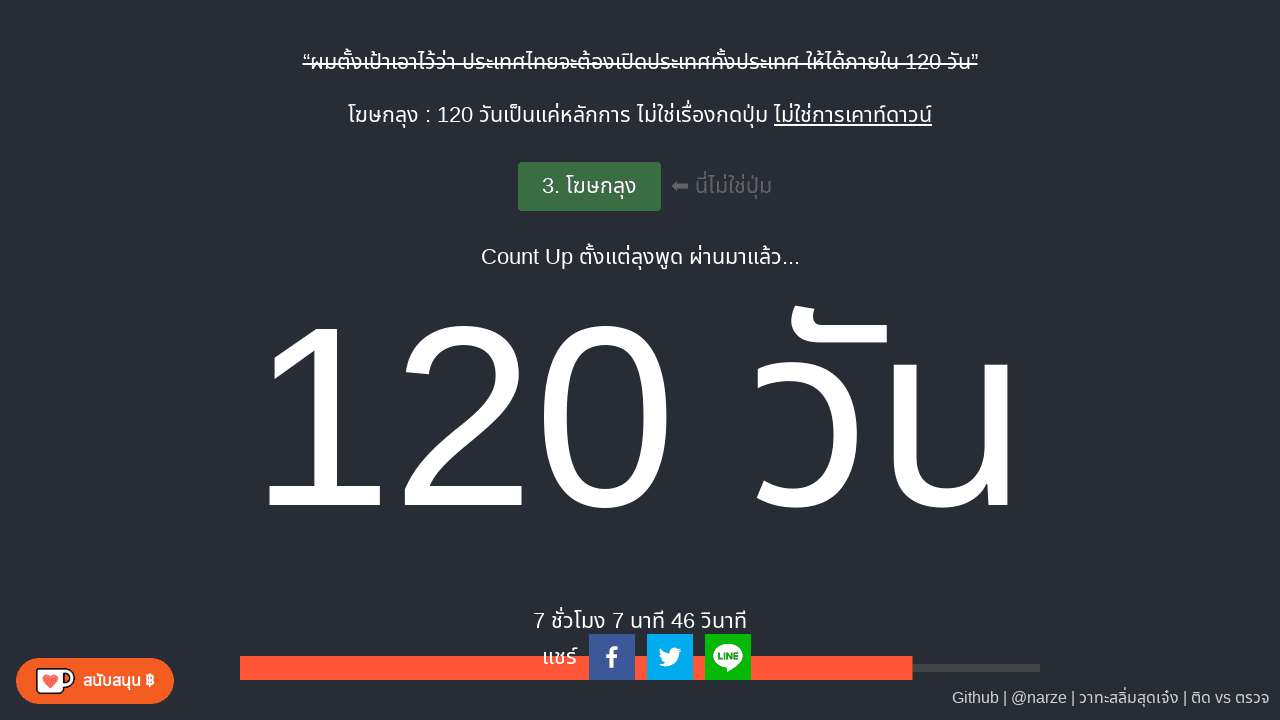 “ผมตั้งเป้าเอาไว้ว่า ประเทศไทยจะต้องเปิดประเทศทั้งประเทศ ให้ได้ภายใน 120 วัน”
โฆษกลุง : 120 วันเป็นแค่หลักการ ไม่ใช่เรื่องกดปุ่ม ไม่ใช่การเคาท์ดาวน์
3. โฆษกลุง ⬅ นี่ไม่ใช่ปุ่ม
Count Up ตั้งแต่ลุงพูด ผ่านมาแล้ว...
120 วัน
7 ชั่วโมง 7 นาที 46 วินาที
แชร์
LINE
สนับสนุน ฿
Github | @narze | วาทะสลิ่มสุดเจ๋ง | ติด vs ตรวจ